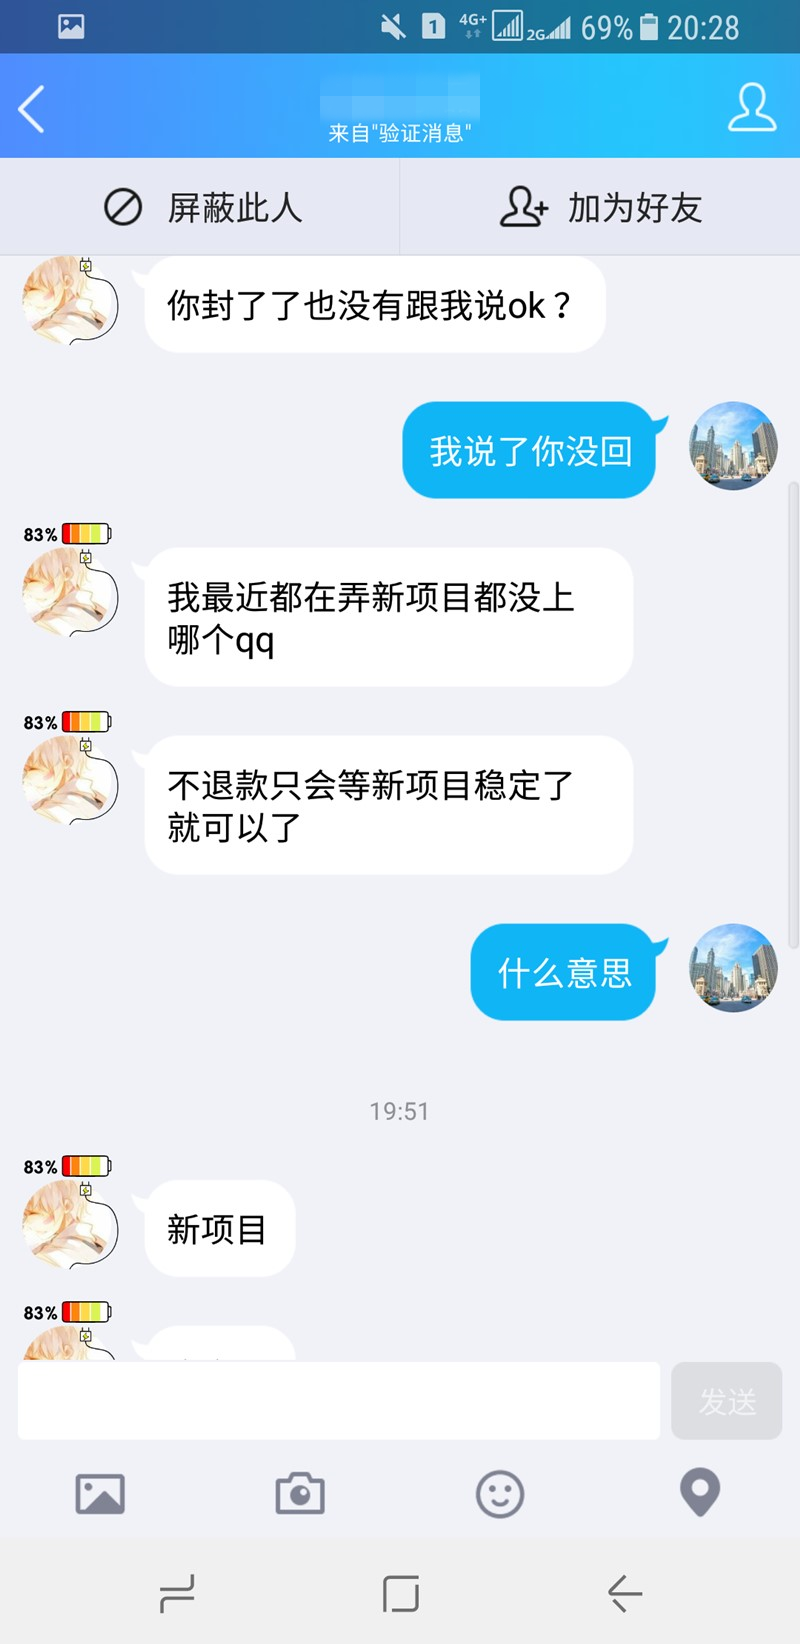 1 4G+ 2G 69% 20:28
来自"验证消息"
屏蔽此人 加为好友
你封了了也没有跟我说ok？
我说了你没回
83%
我最近都在弄新项目都没上
哪个qq
83%
不退款只会等新项目稳定了
就可以了
什么意思
19:51
83%
新项目
83%
发送